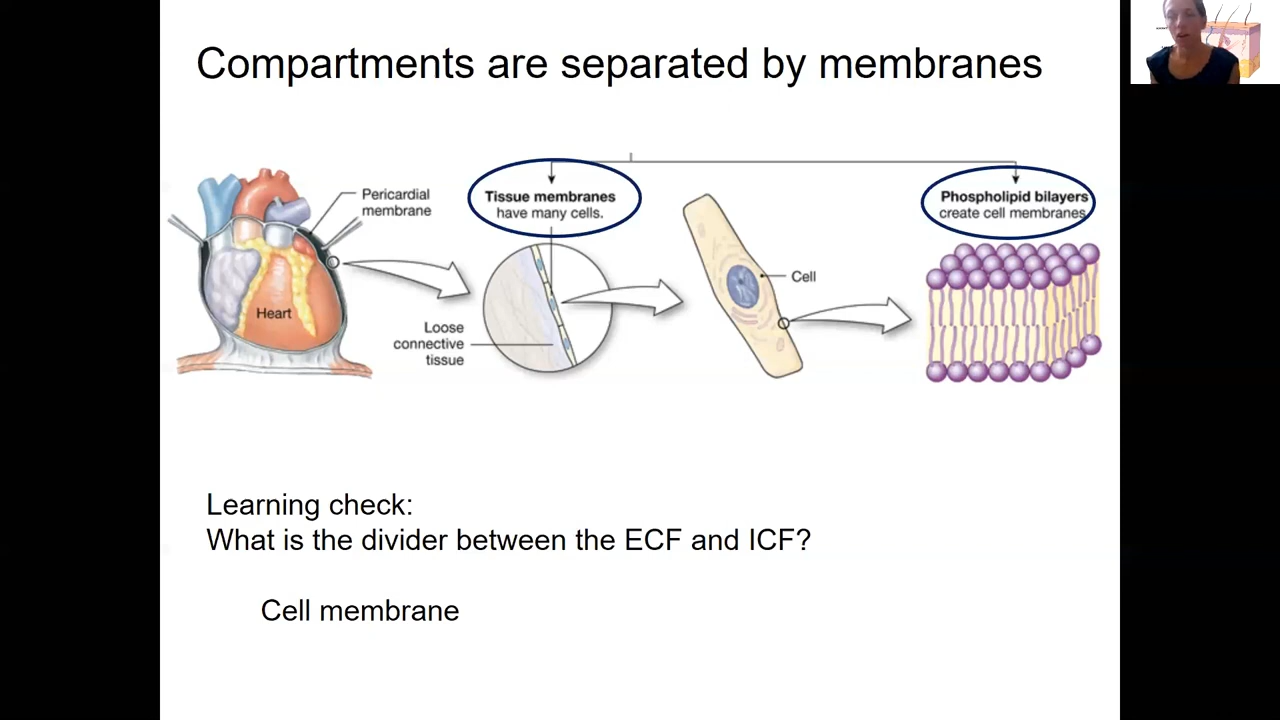 Compartments are separated by membranes
Pericardial
membrane
Tissue membranes
have many cells.
Phospholipid bilayers
create cell membranes
Cell
Heart
Loose
connective
tissue
Learning check:
What is the divider between the ECF and ICF?
Cell membrane